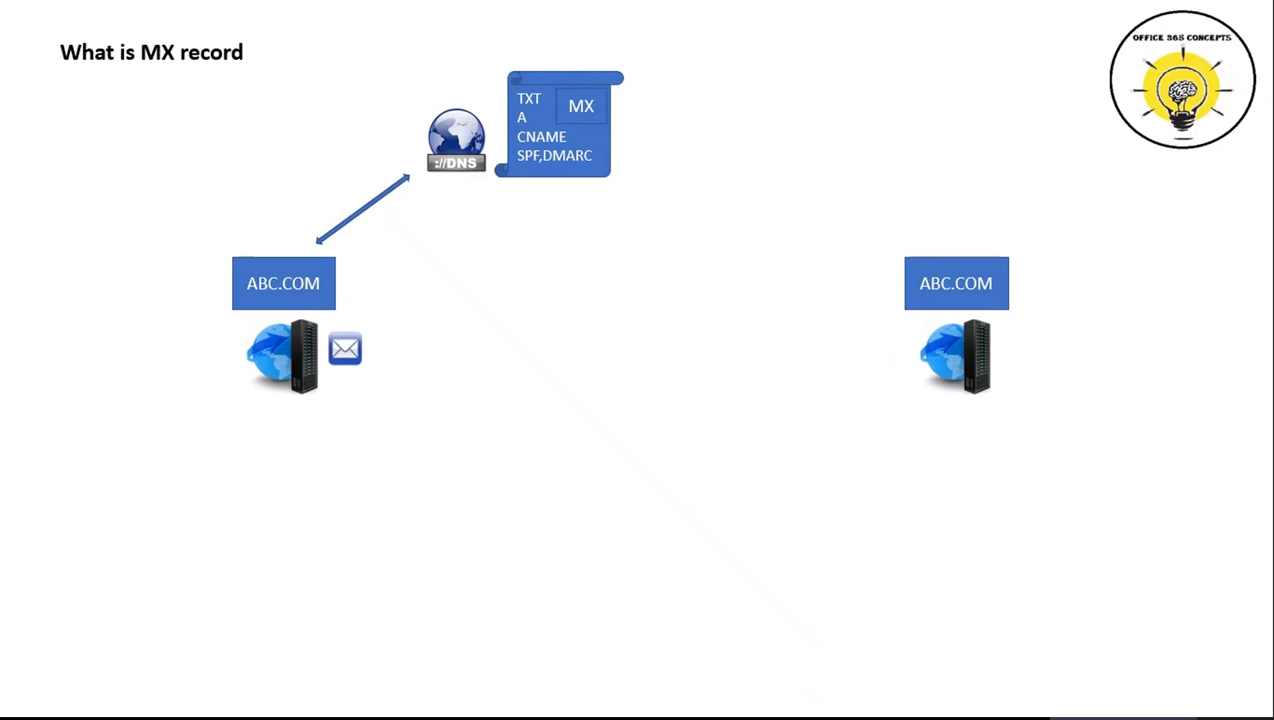 What is MX record
OFFICE 365 CONCEPTS
TXT
MX
A
CNAME
SPF,DMARC
://DNS
ABC.COM
ABC.COM